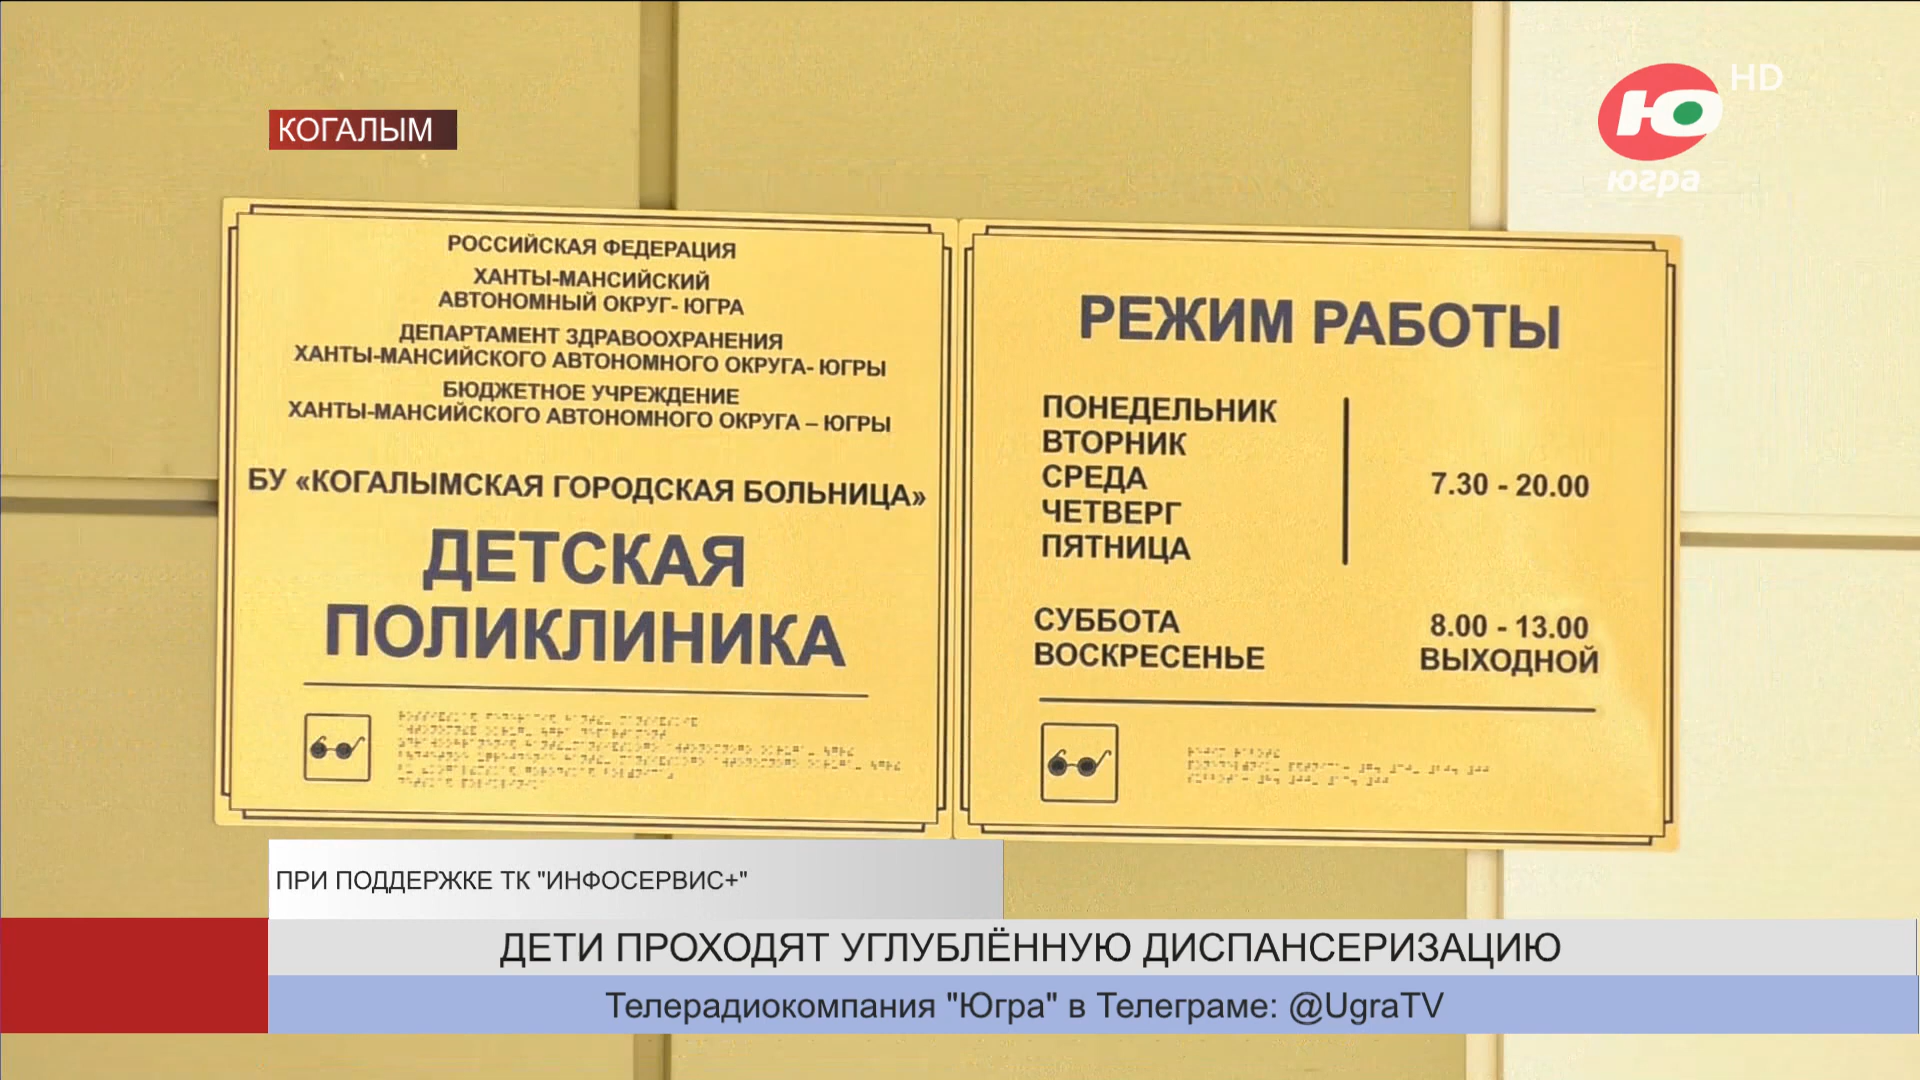 HD
КОГАЛЫМ
Ю
югра
РОССИЙСКАЯ ФЕДЕРАЦИЯ
ХАНТЫ-МАНСИЙСКИЙ
АВТОНОМНЫЙ ОКРУГ- ЮГРА
ДЕПАРТАМЕНТ ЗДРАВООХРАНЕНИЯ
ХАНТЫ-МАНСИЙСКОГО АВТОНОМНОГО ОКРУГА- ЮГРЫ
БЮДЖЕТНОЕ УЧРЕЖДЕНИЕ
ХАНТЫ-МАНСИЙСКОГО АВТОНОМНОГО ОКРУГА – ЮГРЫ
БУ «КОГАЛЫМСКАЯ ГОРОДСКАЯ БОЛЬНИЦА»
ДЕТСКАЯ
ПОЛИКЛИНИКА
РЕЖИМ РАБОТЫ
ПОНЕДЕЛЬНИК
ВТОРНИК
СРЕДА
ЧЕТВЕРГ
ПЯТНИЦА
7.30 - 20.00
СУББОТА 8.00 - 13.00
ВОСКРЕСЕНЬЕ ВЫХОДНОЙ
ПРИ ПОДДЕРЖКЕ ТК "ИНФОСЕРВИС+"
ДЕТИ ПРОХОДЯТ УГЛУБЛЁННУЮ ДИСПАНСЕРИЗАЦИЮ
Телерадиокомпания "Югра" в Телеграме: @UgraTV